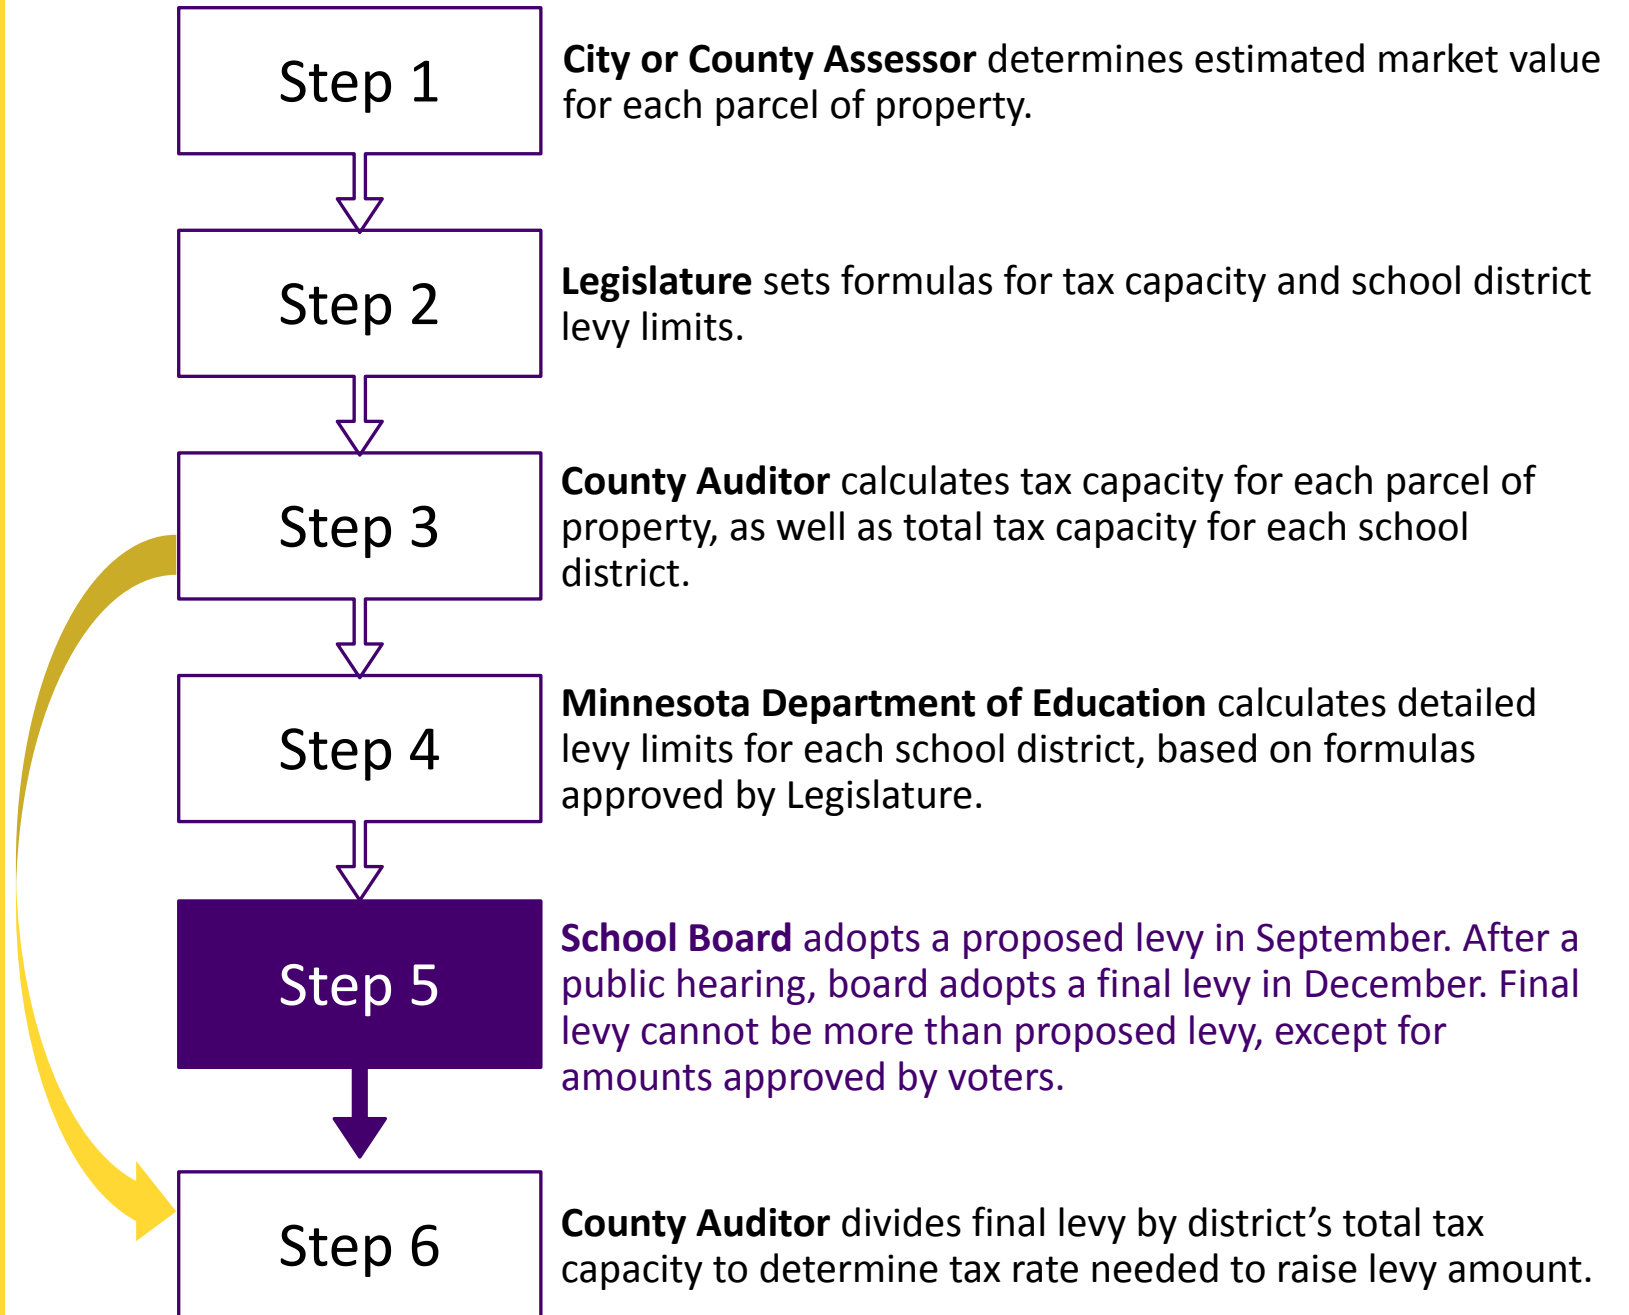 Step 1
City or County Assessor determines estimated market value
for each parcel of property.
Step 2
Legislature sets formulas for tax capacity and school district
levy limits.
Step 3
County Auditor calculates tax capacity for each parcel of
property, as well as total tax capacity for each school
district.
Step 4
Minnesota Department of Education calculates detailed
levy limits for each school district, based on formulas
approved by Legislature.
Step 5
School Board adopts a proposed levy in September. After a
public hearing, board adopts a final levy in December. Final
levy cannot be more than proposed levy, except for
amounts approved by voters.
Step 6
County Auditor divides final levy by district’s total tax
capacity to determine tax rate needed to raise levy amount.